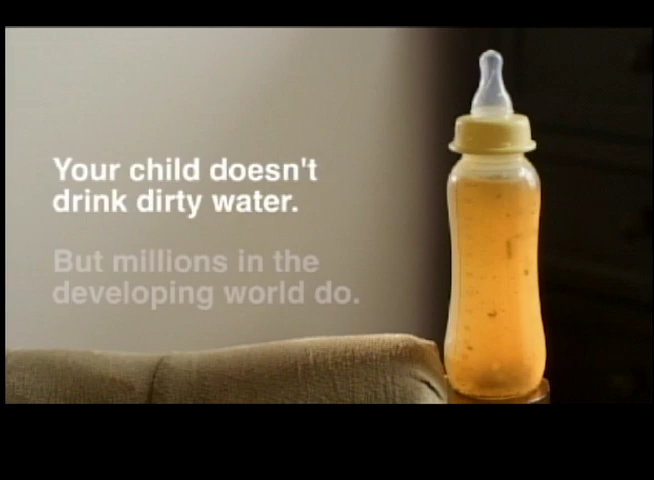 Your child doesn't
drink dirty water.
But millions in the
developing world do.